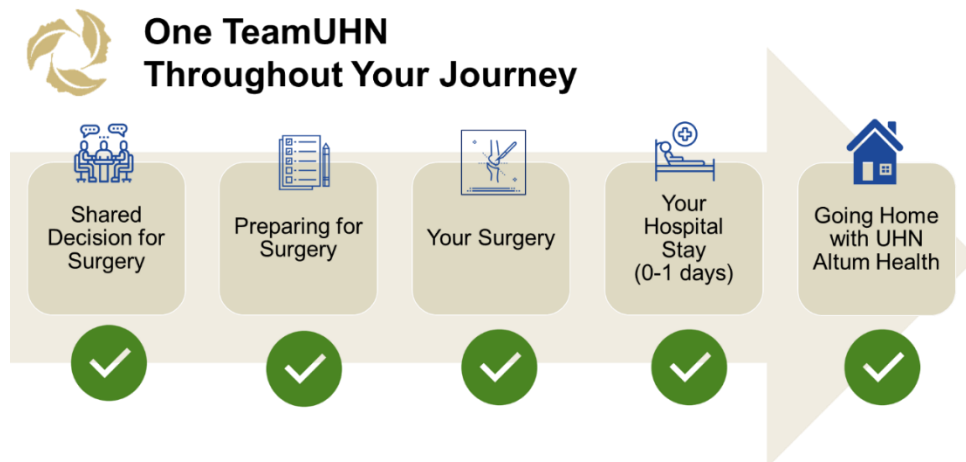 One TeamUHN
Throughout Your Journey
Shared
Decision for
Surgery
Preparing for
Surgery
Your Surgery
Your
Hospital
Stay
(0-1 days)
Going Home
with UHN
Altum Health